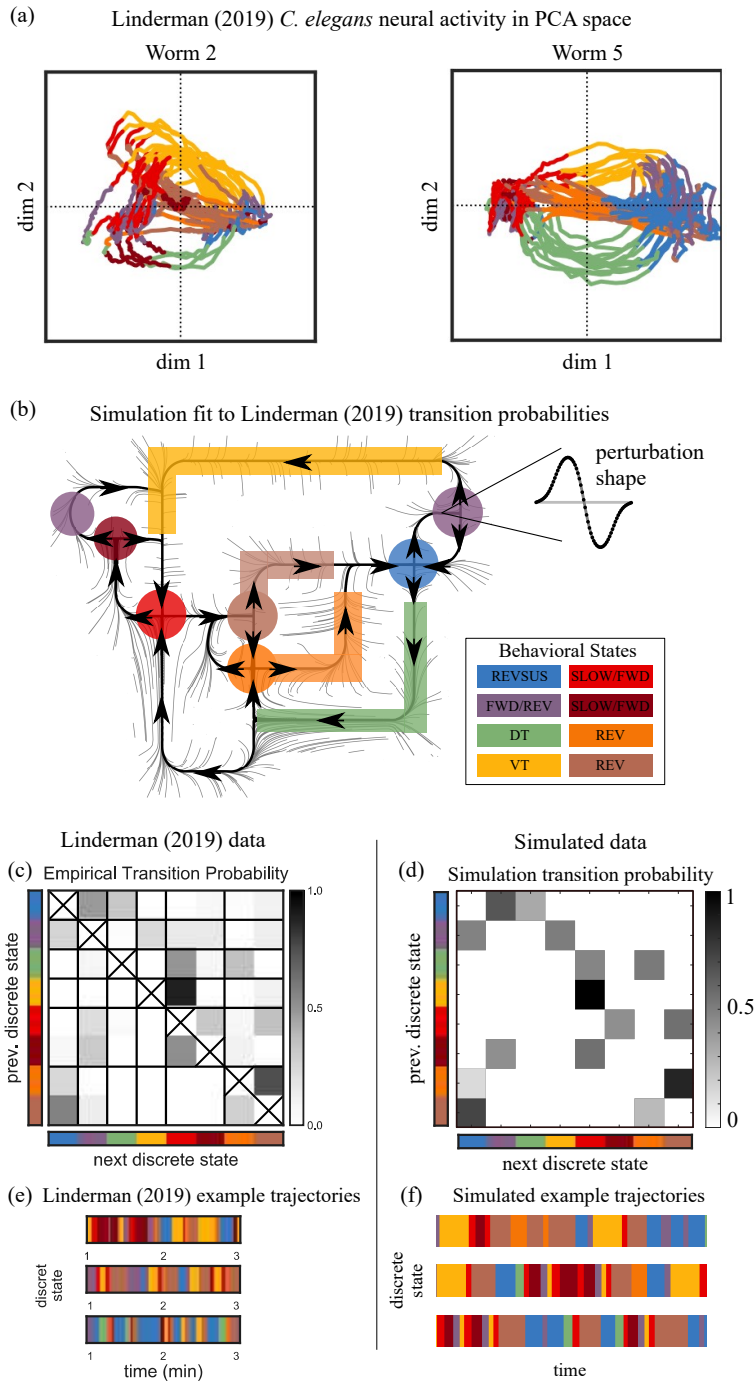 (a)
Linderman (2019) C. elegans neural activity in PCA space
Worm 2
Worm 5
dim 2
dim 1
dim 2
dim 1
(b)
Simulation fit to Linderman (2019) transition probabilities
perturbation
shape
Behavioral States
REVSUS
SLOW/FWD
FWD/REV
SLOW/FWD
DT
REV
VT
REV
Linderman (2019) data
Simulated data
(c)
Empirical Transition Probability
prev. discrete state
1.0
0.5
0.0
next discrete state
(d)
Simulation transition probability
prev. discrete state
1
0.5
0
next discrete state
(e)
Linderman (2019) example trajectories
discret
state
1 2 3
1 2 3
1 2 3
time (min)
(f)
Simulated example trajectories
discrete
state
time